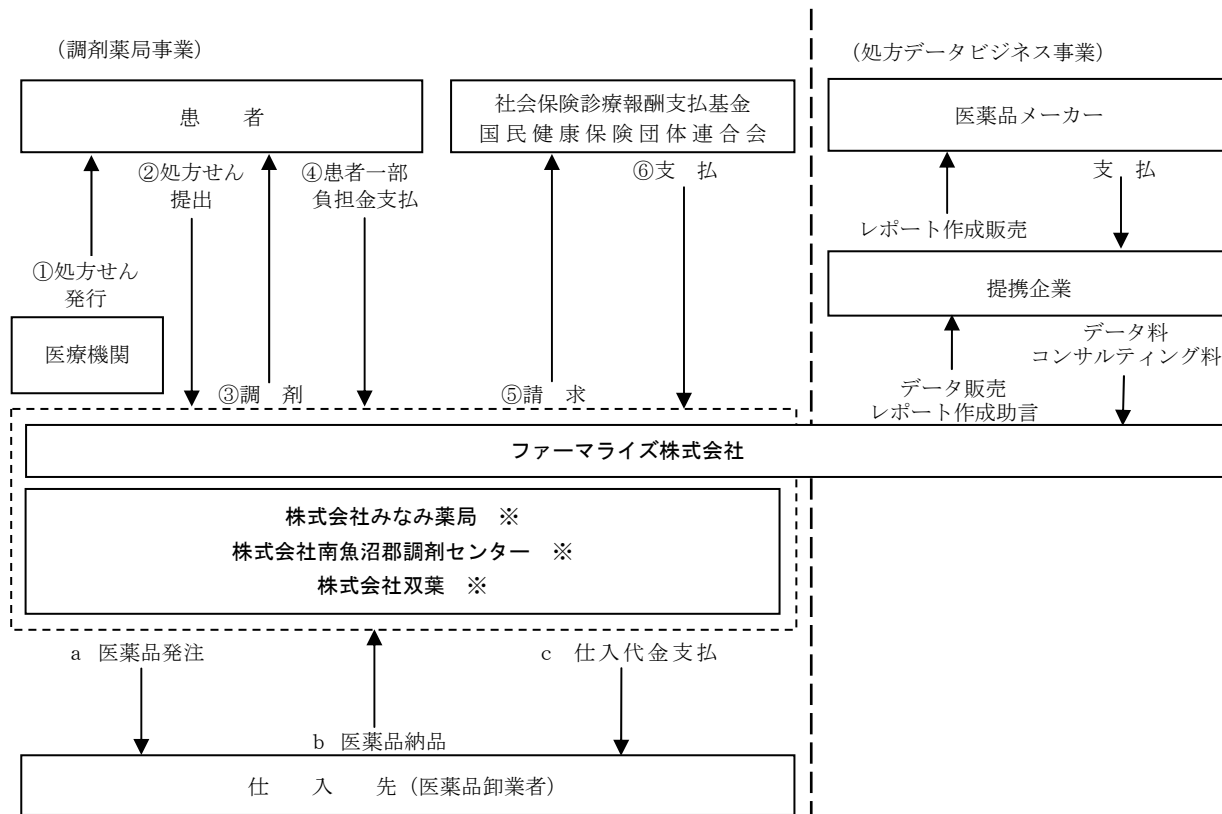 (調剤薬局事業)
(処方データビジネス事業)
患 者
社会保険診療報酬支払基金
国民健康保険団体連合会
医薬品メーカー
②処方せん
提出
④患者一部
負担金支払
⑥支 払
支 払
レポート作成販売
①処方せん
発行
提携企業
医療機関
データ料
コンサルティング料
③調 剤
⑤請 求
データ販売
レポート作成助言
ファーマライズ株式会社
株式会社みなみ薬局 ※
株式会社南魚沼郡調剤センター ※
株式会社双葉 ※
a 医薬品発注
c 仕入代金支払
b 医薬品納品
仕 入 先(医薬品卸業者)